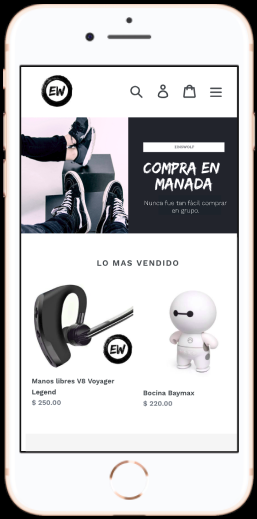 EW
EDGEWOLF
COMPRA EN
MANADA
Nunca fue tan fácil comprar
en grupo.
LO MAS VENDIDO
EW
Manos libres V8 Voyager
Legend
$ 250.00
Bocina Baymax
$ 220.00